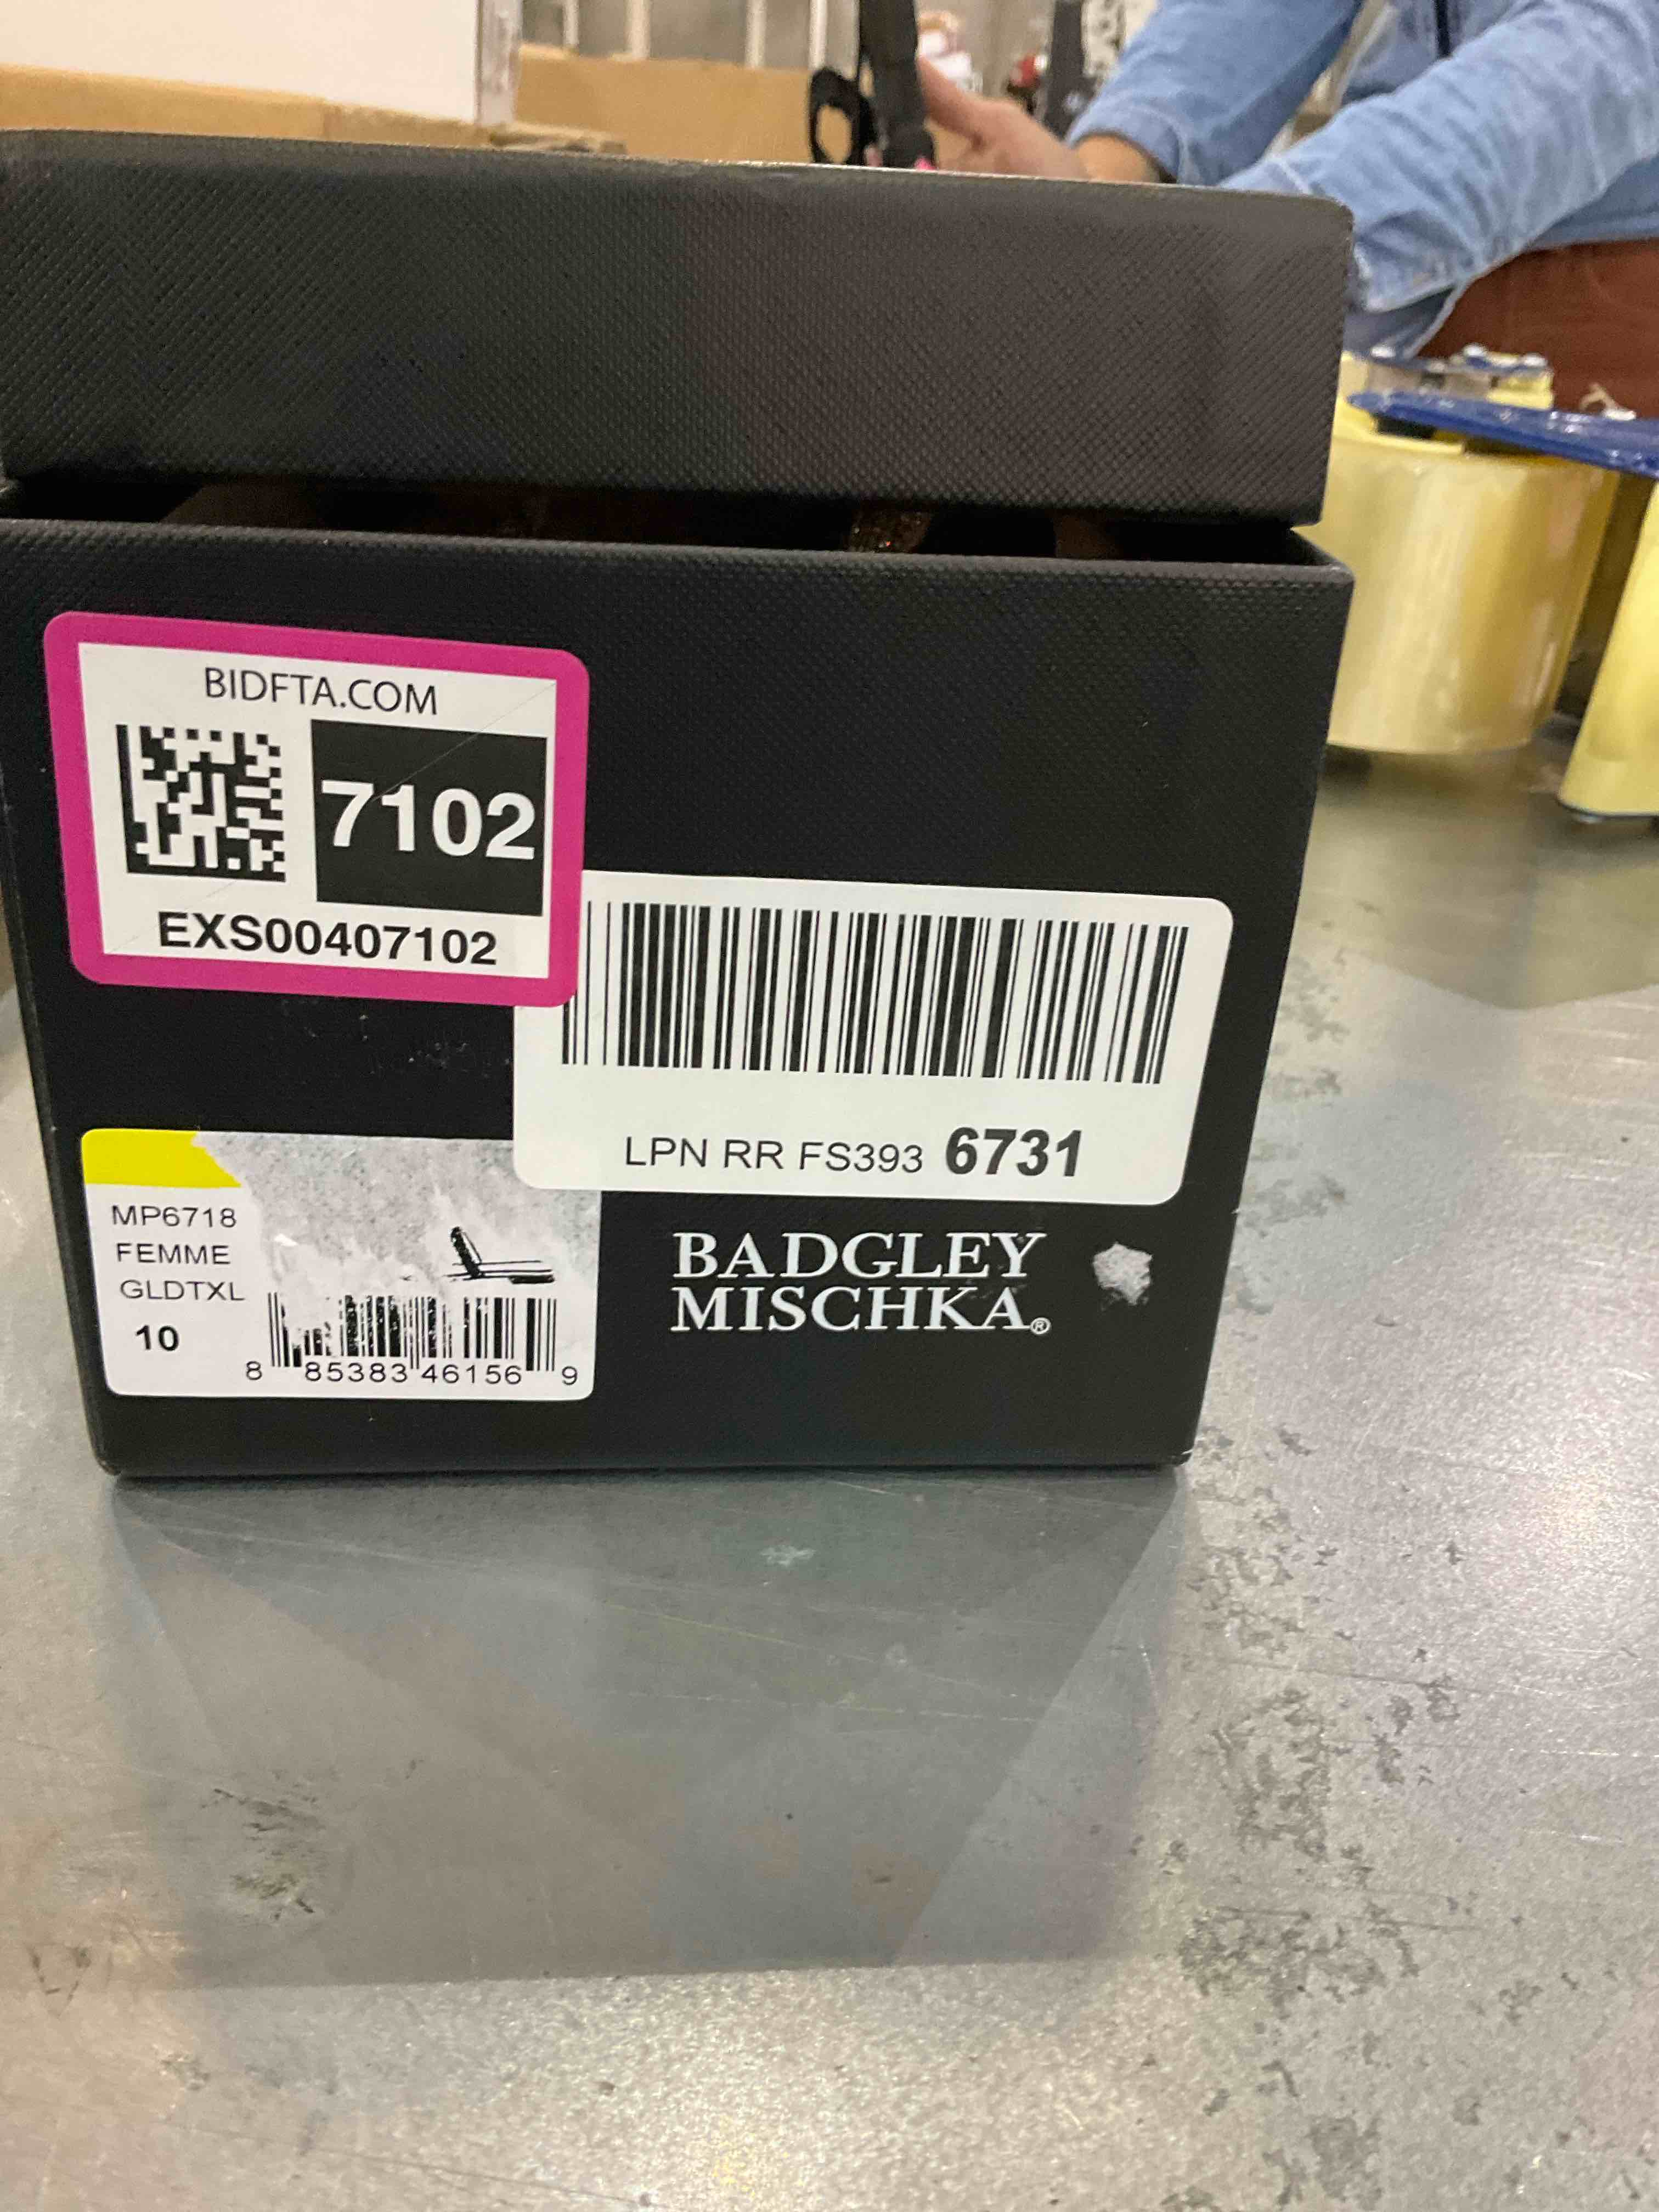 BIDFTA.COM
7102
EXS00407102
LPN RR FS393 6731
MP6718
FEMME
GLDTXL
10
8 85383 46156 9
BADGLEY
MISCHKA®